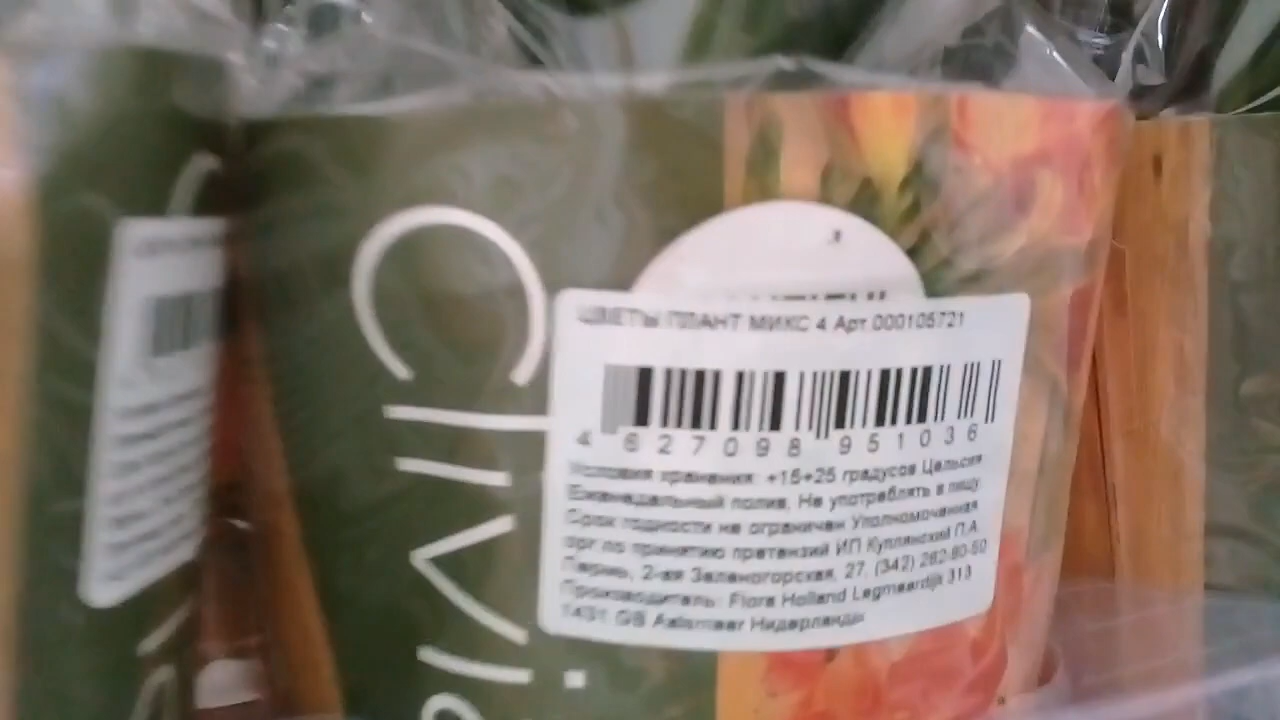 Clivia
ЦВЕТЫ ПЛАНТ МИКС 4 Арт.000105721
4 627098 951036
Условия хранения: +15+25 градусов Цельсия
Еженедельный полив. Не употреблять в пищу.
Срок годности не ограничен Уполномоченная
орг по принятию претензий ИП Куплянский П.А.
Пермь, 2-ая Зеленогорская, 27. (342) 262-80-50
Производитель: Flora Holland Legmeerdijk 313
1431 GB Aalsmeer Нидерланды